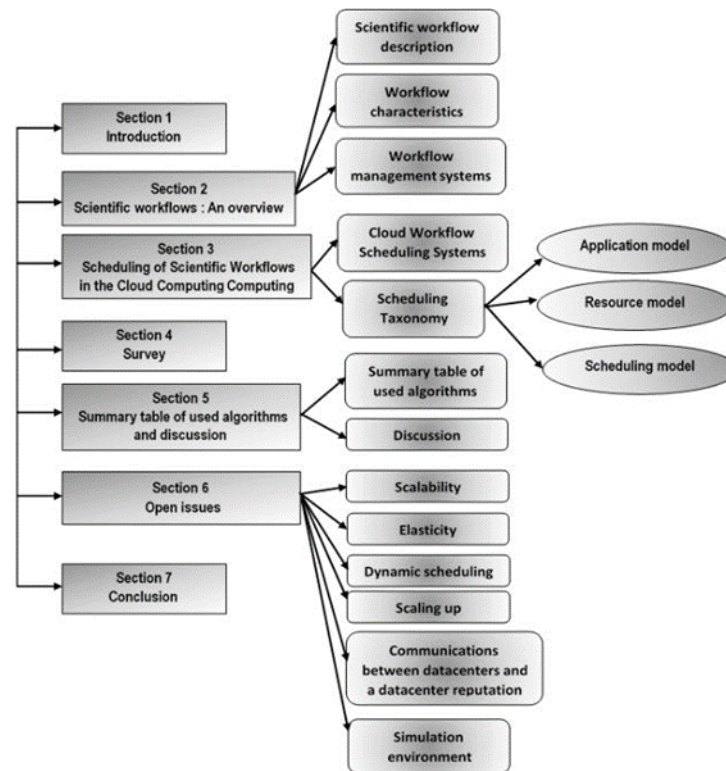 Section 1
Introduction
Section 2
Scientific workflows : An overview
Scientific workflow
description
Workflow
characteristics
Workflow
management systems
Section 3
Scheduling of Scientific Workflows
in the Cloud Computing Computing
Cloud Workflow
Scheduling Systems
Scheduling
Taxonomy
Application model
Resource model
Scheduling model
Section 4
Survey
Section 5
Summary table of used algorithms
and discussion
Summary table of
used algorithms
Discussion
Section 6
Open issues
Scalability
Elasticity
Dynamic scheduling
Scaling up
Communications
between datacenters and
a datacenter reputation
Simulation
environment
Section 7
Conclusion